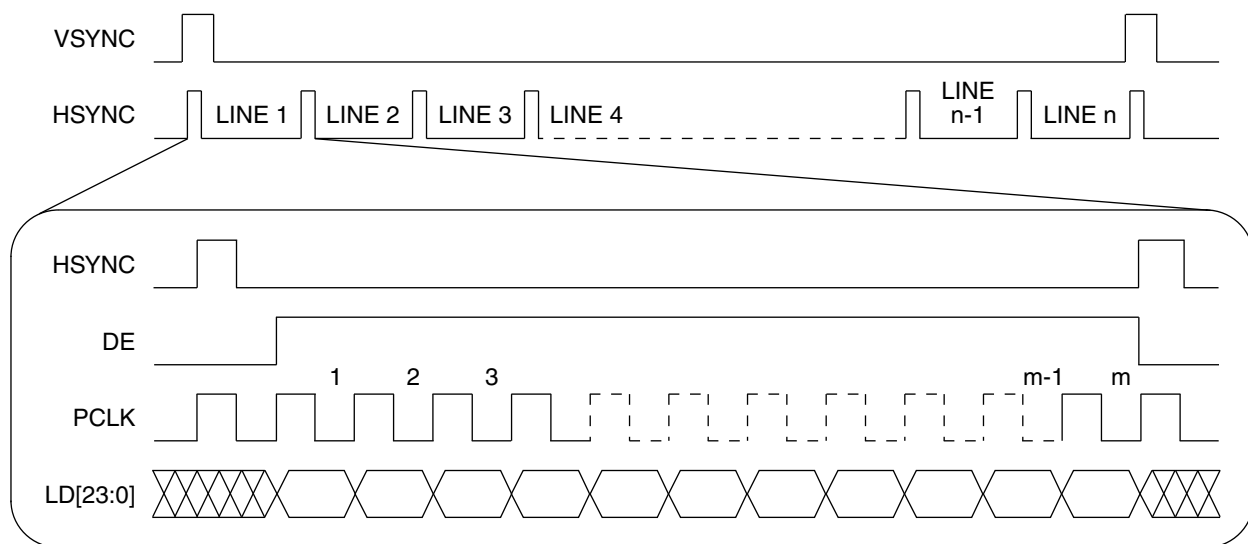 VSYNC
LINE
HSYNC LINE 1 LINE 2 LINE 3 LINE 4 n-1 LINE n
HSYNC
DE
1 2 3 m-1 m
PCLK
LD[23:0]